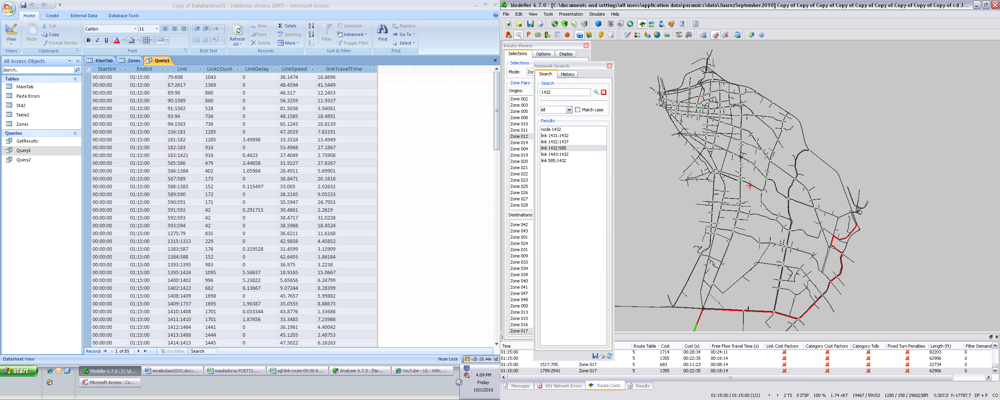 Copy of Databaserun32 : Database (Access 2007) - Microsoft Access
Home Create External Data Database Tools
View
Views
Paste
Cut
Copy
Format Painter
Clipboard
Calibri 11
B I U
Font
Rich Text
Refresh All
New
Save
Delete
Totals
Spelling
More
Records
Filter
Selection
Advanced
Toggle Filter
Sort & Filter
Find
Replace
Go To
Select
Find
All Access Objects
Search...
Tables
MainTab
Paste Errors
Std2
Table2
Zones
Queries
GetResults
Query1
Query2
MainTab Zones Query1
StartInt EndInt Link LinkCOunt LinkDelay LinkSpeed linkTravelTime
00:00:00 01:15:00 79:698 1043 0 36.1474 16.8696
00:00:00 01:15:00 87:2617 1369 0 48.4594 41.5449
00:00:00 01:15:00 89:90 860 0 46.517 12.2453
00:00:00 01:15:00 90:1589 860 0 56.3259 11.9337
00:00:00 01:15:00 91:1582 528 0 81.5036 3.56061
00:00:00 01:15:00 93:94 736 0 48.1565 18.4891
00:00:00 01:15:00 94:1563 736 0 65.1243 10.8139
00:00:00 01:15:00 156:181 1285 0 47.2019 7.83191
00:00:00 01:15:00 181:182 1285 3.49898 33.3324 13.4949
00:00:00 01:15:00 182:183 916 0 53.4968 27.1867
00:00:00 01:15:00 183:1421 916 0.4623 37.4049 2.73908
00:00:00 01:15:00 585:586 479 2.44658 31.9227 27.8267
00:00:00 01:15:00 586:1384 402 1.05984 28.4911 5.69901
00:00:00 01:15:00 587:589 173 0 38.8471 20.1618
00:00:00 01:15:00 588:1383 152 0.115497 33.005 2.02632
00:00:00 01:15:00 589:590 172 0 38.2165 9.05233
00:00:00 01:15:00 590:591 171 0 35.5947 24.7953
00:00:00 01:15:00 591:592 42 0.291713 30.4861 2.2619
00:00:00 01:15:00 592:593 42 0 38.4717 31.0238
00:00:00 01:15:00 593:594 42 0 38.5968 18.4524
00:00:00 01:15:00 1275:79 835 0 36.6211 11.6168
00:00:00 01:15:00 1315:1313 229 0 42.9858 4.45852
00:00:00 01:15:00 1383:587 176 0.319528 31.4599 3.15909
00:00:00 01:15:00 1384:588 152 0 42.6493 1.86184
00:00:00 01:15:00 1393:1395 983 0 36.975 3.2238
00:00:00 01:15:00 1395:1424 1095 5.56637 18.9165 15.0667
00:00:00 01:15:00 1400:1402 996 5.23822 5.65656 6.24799
00:00:00 01:15:00 1402:1422 662 6.13667 9.07244 8.28399
00:00:00 01:15:00 1408:1409 1698 0 45.7657 5.99882
00:00:00 01:15:00 1409:1737 1695 1.96387 35.0555 8.88673
00:00:00 01:15:00 1410:1408 1701 0.033344 43.8776 1.33686
00:00:00 01:15:00 1411:1410 1701 1.87456 33.3485 7.23986
00:00:00 01:15:00 1412:1464 1441 0 36.1961 4.40042
00:00:00 01:15:00 1413:1488 1444 0 45.1203 2.48753
00:00:00 01:15:00 1414:1413 1445 0 47.5022 6.16263
Record: 1 of 85 No Filter Search
Datasheet View Num Lock SQL
start
Modeller 6.7.0 : [C:\d... emailsclase2010.docx... mauiladoras POETT2.... sgl-link-route-00-00-0... Analyser 6.7.0 : [Ne... YouTube - U2 - With ...
Microsoft Access - Co...
4:09 PM
Friday
10/1/2010
Modeller 6.7.0 : [C:\documents and settings\all users\application data\paramics\data\JuarezSeptember2010] Copy of Copy of Copy of Copy of Copy of Copy of Copy of Copy of Copy of Copy of cd J...
File Edit View Tools Presentation Simulate Help
Route Viewer
Selections Options Display
Selections
Mode: Zon
Zone Pairs
Origins:
Zone 002
Zone 003
Zone 005
Zone 008
Zone 010
Zone 011
Zone 012
Zone 014
Zone 004
Zone 019
Zone 020
Zone 021
Zone 022
Zone 023
Zone 025
Zone 026
Zone 027
Zone 028
Destinations:
Zone 042
Zone 043
Zone 001
Zone 024
Zone 031
Zone 009
Zone 033
Zone 034
Zone 039
Zone 040
Zone 041
Zone 047
Zone 048
Zone 050
Zone 013
Zone 015
Zone 016
Zone 017
Network Search
Search History
Search
1432
All Match case
Results
node 1432
link 1431:1432
link 1432:1437
link 1432:585
link 1443:1432
link 585:1432
Time Route Table Cost Cost (s) Free Flow Travel Time (s) Link Cost Factors Category Cost Factors Category Tolls Fixed Turn Penalties Length (ft) Filter Demand
01:15:00 5 1714 00:28:34 00:24:11 82203 0
01:15:00 5 1355 00:22:35 00:18:14 62906 0
01:15:00 1517:705 Zone 017 5 683 00:11:23 00:08:14 22734 0
01:15:00 1799:2541 Zone 017 5 1355 00:22:35 00:18:14 62906 0
Messages 691 Network Errors Route Costs Results
01:15:00 / 01:15:00 (1/1) 2 TS 0 ITSP 100 % 1.74 xRT 19467 / 59153 1280 / 158 / 2960238ft X:307.0 Y:-17787.7 DF + P CO